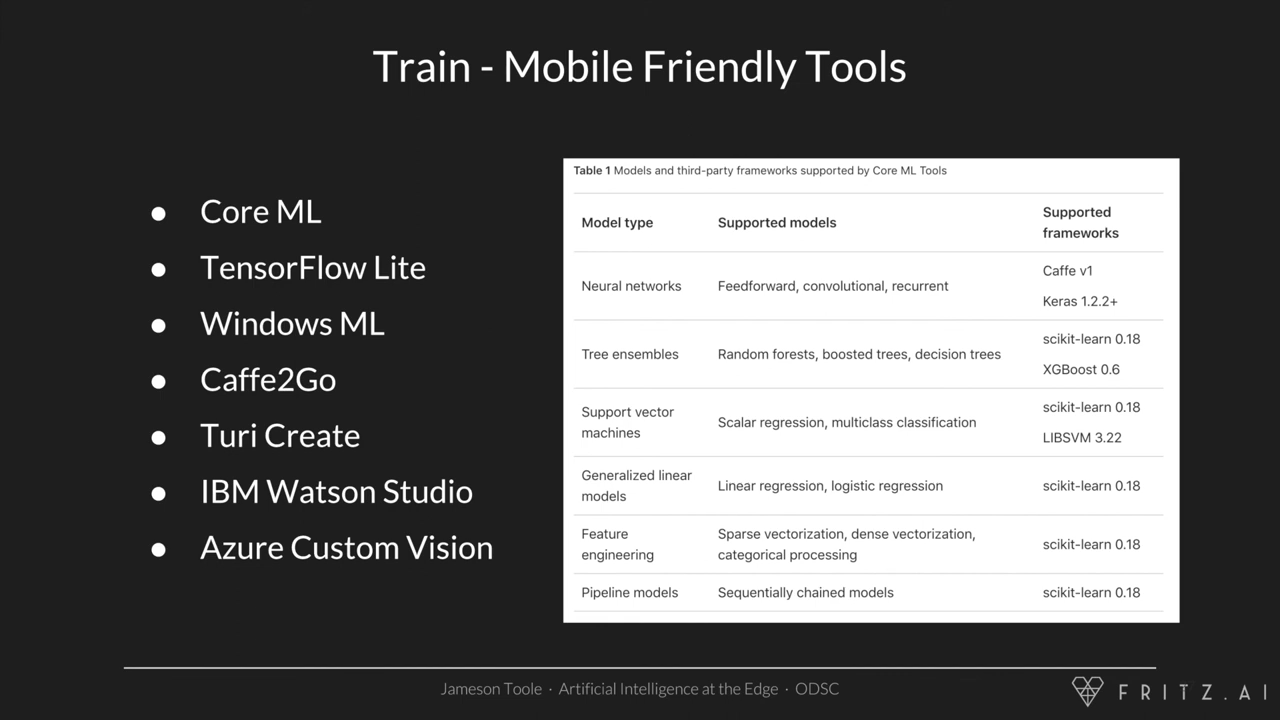 Train - Mobile Friendly Tools
● Core ML
● TensorFlow Lite
● Windows ML
● Caffe2Go
● Turi Create
● IBM Watson Studio
● Azure Custom Vision
Table 1 Models and third-party frameworks supported by Core ML Tools
Model type Supported models Supported
frameworks
Neural networks Feedforward, convolutional, recurrent Caffe v1
Keras 1.2.2+
Tree ensembles Random forests, boosted trees, decision trees scikit-learn 0.18
XGBoost 0.6
Support vector
machines Scalar regression, multiclass classification scikit-learn 0.18
LIBSVM 3.22
Generalized linear
models Linear regression, logistic regression scikit-learn 0.18
Feature
engineering Sparse vectorization, dense vectorization,
categorical processing scikit-learn 0.18
Pipeline models Sequentially chained models scikit-learn 0.18
Jameson Toole · Artificial Intelligence at the Edge · ODSC
FRITZ.AI